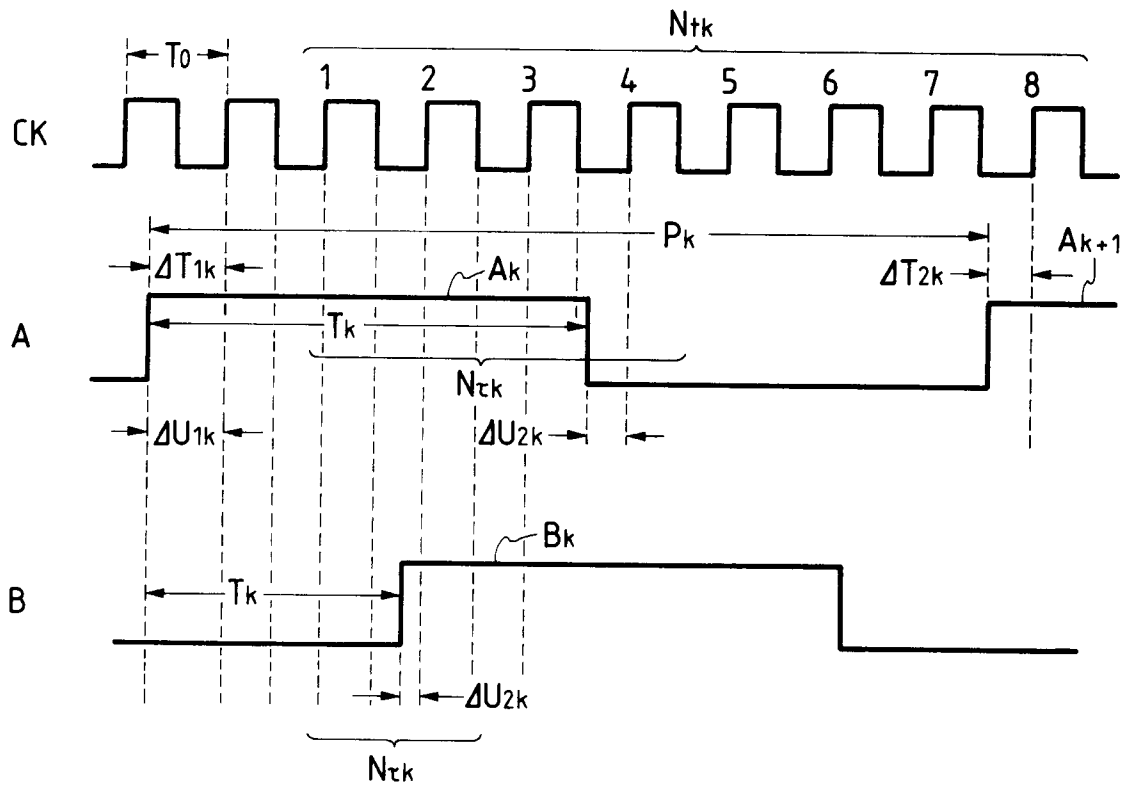 Ntk
T0
1 2 3 4 5 6 7 8
CK
Pk
Ak+1
ΔT1k
Ak
ΔT2k
A
Tk
Nτk
ΔU1k
ΔU2k
Bk
Tk
B
ΔU2k
Nτk